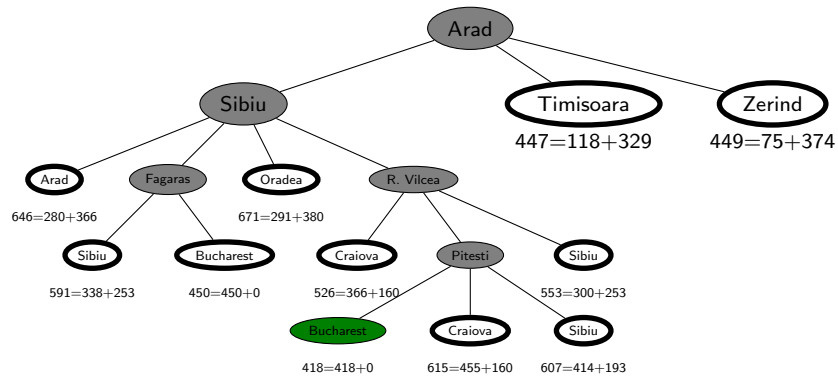 Arad
Sibiu
Timisoara
Zerind
447=118+329
449=75+374
Arad
Fagaras
Oradea
R. Vilcea
646=280+366
671=291+380
Sibiu
Bucharest
Craiova
Pitesti
Sibiu
591=338+253
450=450+0
526=366+160
553=300+253
Bucharest
Craiova
Sibiu
418=418+0
615=455+160
607=414+193